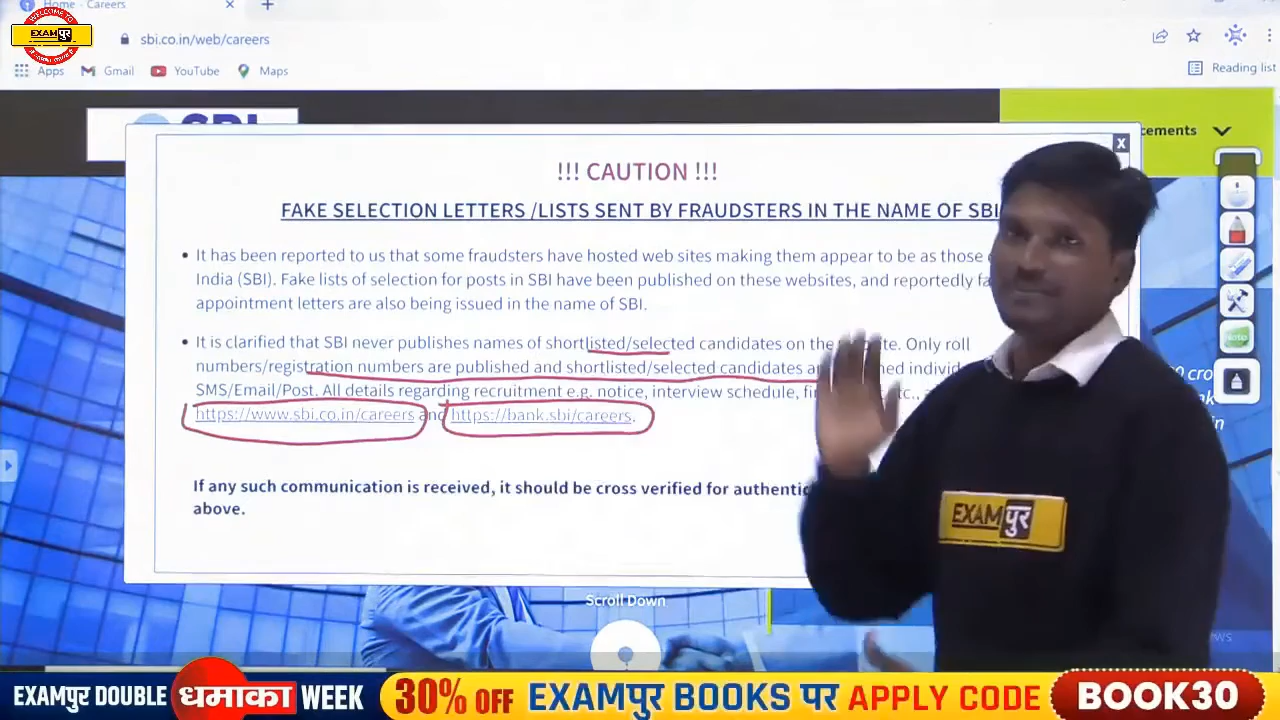 Home - Careers
WELCOME TO
EXAMपुर
sbi.co.in/web/careers
Apps
Gmail
YouTube
Maps
Reading list
SBI
cements
X
!!! CAUTION !!!
FAKE SELECTION LETTERS /LISTS SENT BY FRAUDSTERS IN THE NAME OF SBI
• It has been reported to us that some fraudsters have hosted web sites making them appear to be as those
India (SBI). Fake lists of selection for posts in SBI have been published on these websites, and reportedly
appointment letters are also being issued in the name of SBI.
• It is clarified that SBI never publishes names of shortlisted/selected candidates on the. Only roll
numbers/registration numbers are published and shortlisted/selected candidates
SMS/Email/Post. All details regarding recruitment e.g. notice, interview schedule,
https://www.sbi.co.in/careers and https://bank.sbi/careers.
If any such communication is received, it should be cross verified for
above.
EXAMपुर
Scroll Down
EXAMपुर DOUBLE धमाका WEEK
30% OFF EXAMपुर BOOKS पर APPLY CODE BOOK30